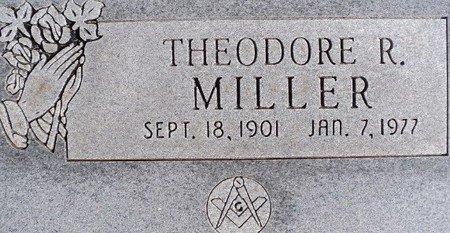 THEODORE R.
MILLER
SEPT. 18, 1901 JAN. 7, 1977
G